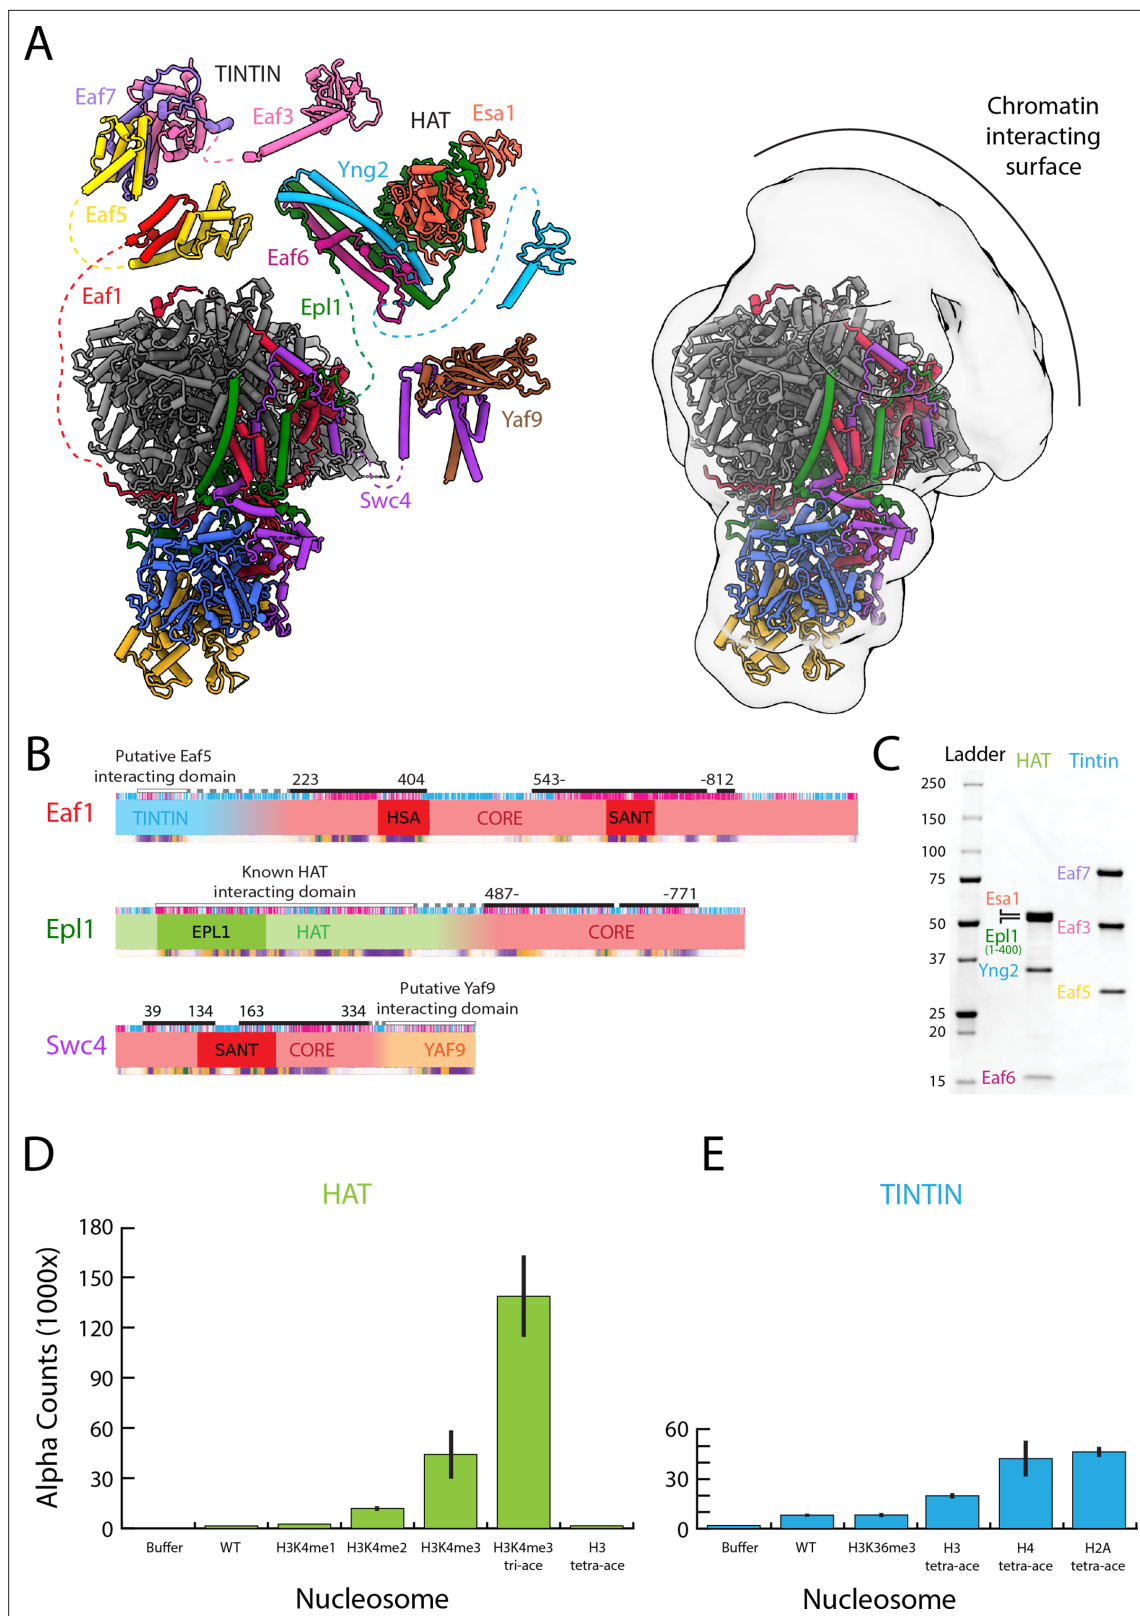 A
TINTIN
Eaf7
Eaf3
HAT
Esa1
Yng2
Eaf5
Eaf6
Eaf1
Epl1
Yaf9
Swc4
Chromatin
interacting
surface
B
Putative Eaf5
interacting domain
223
404
543-
-812
Eaf1
TINTIN
HSA
CORE
SANT
Known HAT
interacting domain
487-
-771
Epl1
EPL1
HAT
CORE
Putative Yaf9
interacting domain
39
134
163
334
Swc4
SANT
CORE
YAF9
C
Ladder
HAT
Tintin
250
150
100
75
50
37
25
20
15
Esa1
Epl1
(1-400)
Yng2
Eaf6
Eaf7
Eaf3
Eaf5
D
HAT
Alpha Counts (1000x)
180
150
120
90
60
30
0
Buffer
WT
H3K4me1
H3K4me2
H3K4me3
H3K4me3
tri-ace
H3
tetra-ace
Nucleosome
E
TINTIN
60
30
0
Buffer
WT
H3K36me3
H3
tetra-ace
H4
tetra-ace
H2A
tetra-ace
Nucleosome